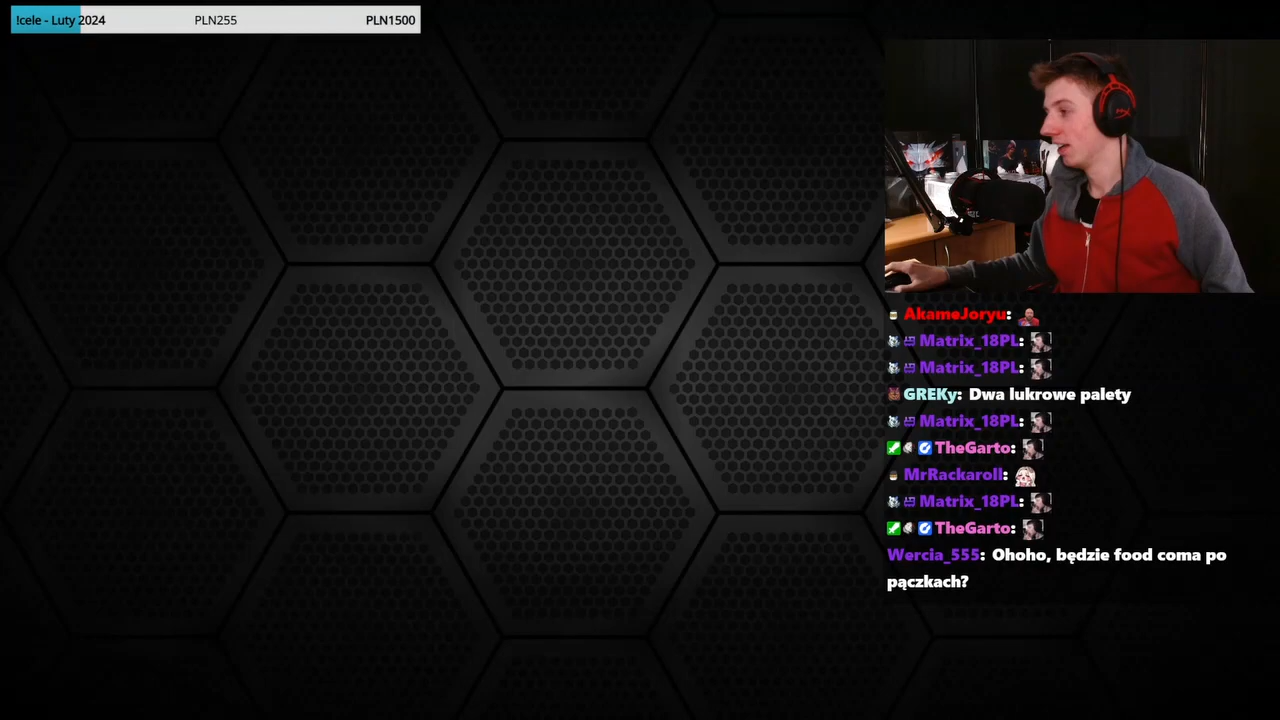 !cele - Luty 2024 PLN255 PLN1500
AkameJoryu:
Matrix_18PL:
Matrix_18PL:
GREKy: Dwa lukrowe palety
Matrix_18PL:
TheGarto:
MrRackaroll:
Matrix_18PL:
TheGarto:
Wercia_555: Ohoho, będzie food coma po
pączkach?